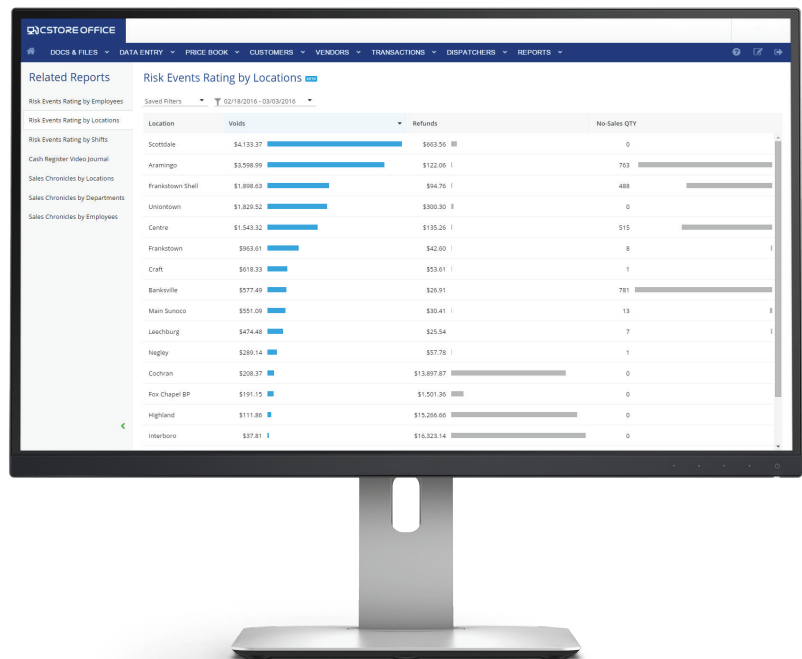 CSTOREOFFICE
DOCS & FILES DATA ENTRY PRICE BOOK CUSTOMERS VENDORS TRANSACTIONS DISPATCHERS REPORTS
Related Reports
Risk Events Rating by Employees
Risk Events Rating by Locations
Risk Events Rating by Shifts
Cash Register Video Journal
Sales Chronicles by Locations
Sales Chronicles by Departments
Sales Chronicles by Employees
Risk Events Rating by Locations BETA
Saved Filters 02/18/2016 - 03/03/2016
Location Voids Refunds No-Sales QTY
Scottdale $4,133.37 $663.56 0
Aramingo $3,598.99 $122.06 763
Frankstown Shell $1,898.63 $94.76 488
Uniontown $1,829.52 $300.30 0
Centre $1,543.32 $135.26 515
Frankstown $963.61 $42.60 8
Craft $618.33 $53.61 1
Banksville $577.49 $26.91 781
Main Sunoco $551.09 $30.41 13
Leechburg $474.48 $25.54 7
Negley $289.14 $57.78 1
Cochran $208.37 $13,897.87 0
Fox Chapel BP $191.15 $1,501.36 0
Highland $111.86 $15,266.66 0
Interboro $37.81 $16,323.14 0